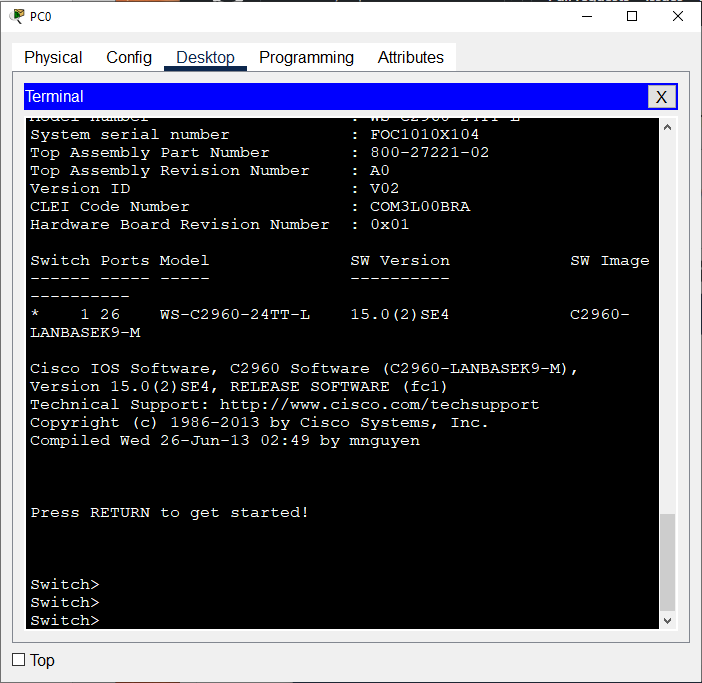 PC0
Physical Config Desktop Programming Attributes
Terminal X
Model number : WS-C2960-24TT-L
System serial number : FOC1010X104
Top Assembly Part Number : 800-27221-02
Top Assembly Revision Number : A0
Version ID : V02
CLEI Code Number : COM3L00BRA
Hardware Board Revision Number : 0x01
Switch Ports Model SW Version SW Image
------ ----- ----- ---------- 
----------
* 1 26 WS-C2960-24TT-L 15.0(2)SE4 C2960-
LANBASEK9-M
Cisco IOS Software, C2960 Software (C2960-LANBASEK9-M),
Version 15.0(2)SE4, RELEASE SOFTWARE (fc1)
Technical Support: http://www.cisco.com/techsupport
Copyright (c) 1986-2013 by Cisco Systems, Inc.
Compiled Wed 26-Jun-13 02:49 by mnguyen
Press RETURN to get started!
Switch>
Switch>
Switch>
Top